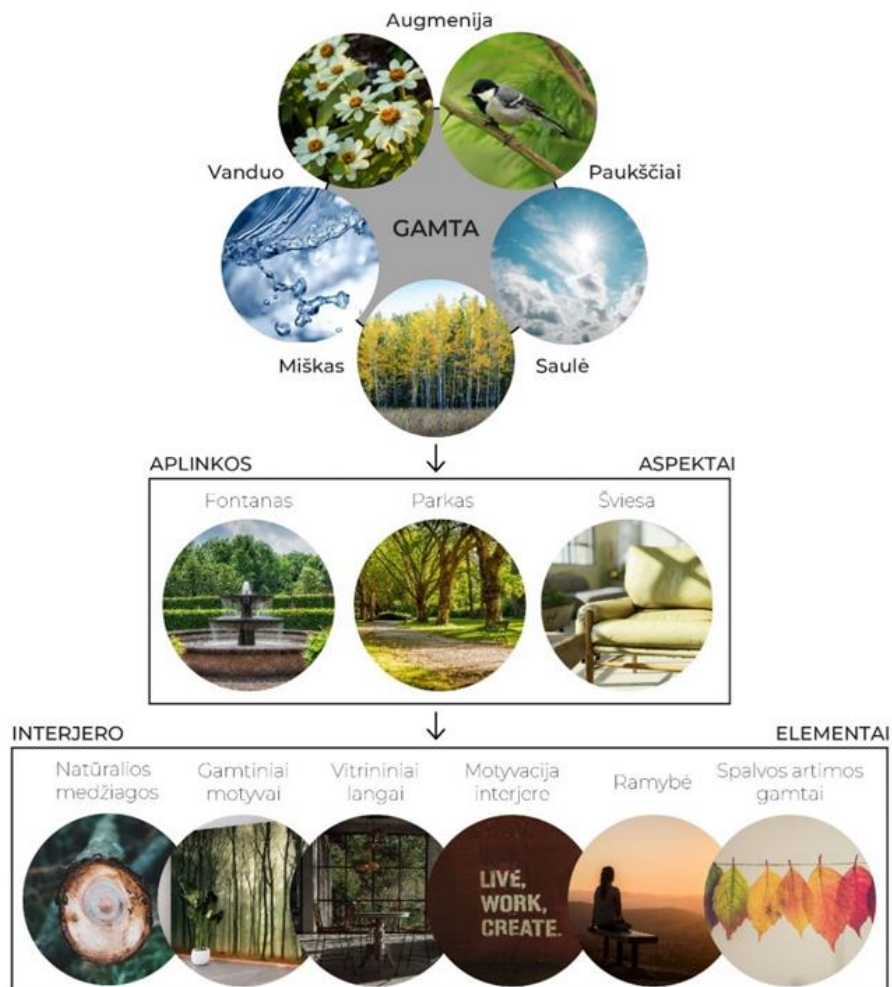 Augmenija
Vanduo
Paukščiai
GAMTA
Miškas
Saulė
APLINKOS
ASPEKTAI
Fontanas
Parkas
Šviesa
INTERJERO
ELEMENTAI
Natūralios
medžiagos
Gamtiniai
motyvai
Vitrininiai
langai
Motyvacija
interjere
Ramybė
Spalvos artimos
gamtai
LIVE,
WORK,
CREATE.